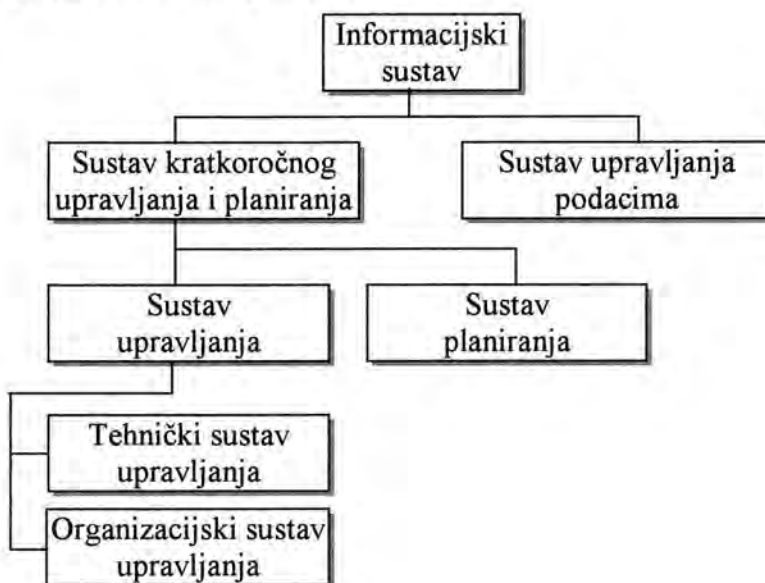 Informacijski
sustav
Sustav kratkoročnog
upravljanja i planiranja
Sustav upravljanja
podacima
Sustav
upravljanja
Sustav
planiranja
Tehnički sustav
upravljanja
Organizacijski sustav
upravljanja